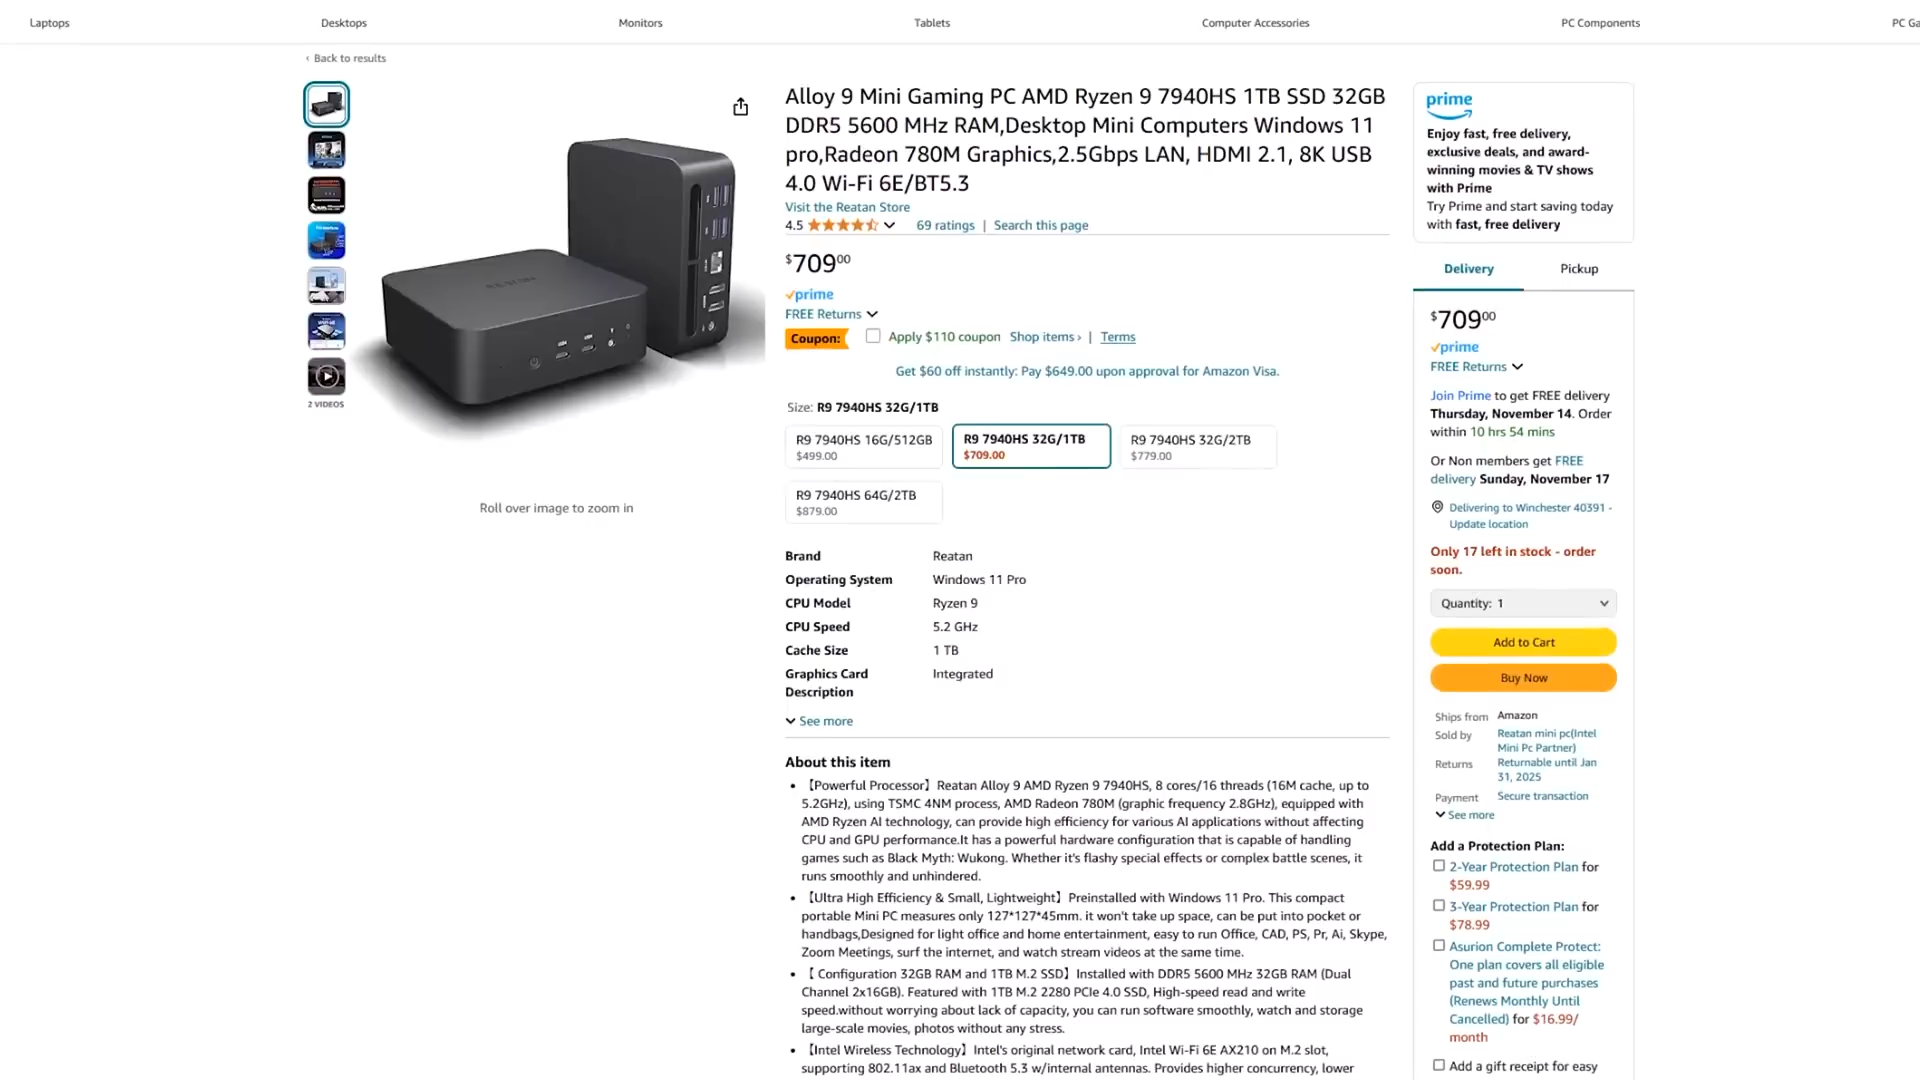 Laptops
Desktops
Monitors
Tablets
Computer Accessories
PC Components
PC Ga
‹ Back to results
2 VIDEOS
Roll over image to zoom in
Alloy 9 Mini Gaming PC AMD Ryzen 9 7940HS 1TB SSD 32GB
DDR5 5600 MHz RAM,Desktop Mini Computers Windows 11
pro,Radeon 780M Graphics,2.5Gbps LAN, HDMI 2.1, 8K USB
4.0 Wi-Fi 6E/BT5.3
Visit the Reatan Store
4.5 69 ratings | Search this page
$70900
prime
FREE Returns
Coupon: Apply $110 coupon Shop items › | Terms
Get $60 off instantly: Pay $649.00 upon approval for Amazon Visa.
Size: R9 7940HS 32G/1TB
R9 7940HS 16G/512GB
$499.00
R9 7940HS 32G/1TB
$709.00
R9 7940HS 32G/2TB
$779.00
R9 7940HS 64G/2TB
$879.00
Brand Reatan
Operating System Windows 11 Pro
CPU Model Ryzen 9
CPU Speed 5.2 GHz
Cache Size 1 TB
Graphics Card Integrated
Description
See more
About this item
• 【Powerful Processor】Reatan Alloy 9 AMD Ryzen 9 7940HS, 8 cores/16 threads (16M cache, up to
5.2GHz), using TSMC 4NM process, AMD Radeon 780M (graphic frequency 2.8GHz), equipped with
AMD Ryzen AI technology, can provide high efficiency for various AI applications without affecting
CPU and GPU performance.It has a powerful hardware configuration that is capable of handling
games such as Black Myth: Wukong. Whether it's flashy special effects or complex battle scenes, it
runs smoothly and unhindered.
• 【Ultra High Efficiency & Small, Lightweight】Preinstalled with Windows 11 Pro. This compact
portable Mini PC measures only 127*127*45mm. it won't take up space, can be put into pocket or
handbags,Designed for light office and home entertainment, easy to run Office, CAD, PS, Pr, Ai, Skype,
Zoom Meetings, surf the internet, and watch stream videos at the same time.
• 【 Configuration 32GB RAM and 1TB M.2 SSD】Installed with DDR5 5600 MHz 32GB RAM (Dual
Channel 2x16GB). Featured with 1TB M.2 2280 PCIe 4.0 SSD, High-speed read and write
speed.without worrying about lack of capacity, you can run software smoothly, watch and storage
large-scale movies, photos without any stress.
• 【Intel Wireless Technology】Intel's original network card, Intel Wi-Fi 6E AX210 on M.2 slot,
supporting 802.11ax and Bluetooth 5.3 w/internal antennas. Provides higher concurrency, lower
prime
Enjoy fast, free delivery,
exclusive deals, and award-
winning movies & TV shows
with Prime
Try Prime and start saving today
with fast, free delivery
Delivery
Pickup
$70900
prime
FREE Returns
Join Prime to get FREE delivery
Thursday, November 14. Order
within 10 hrs 54 mins
Or Non members get FREE
delivery Sunday, November 17
Delivering to Winchester 40391 -
Update location
Only 17 left in stock - order
soon.
Quantity: 1
Add to Cart
Buy Now
Ships from Amazon
Sold by Reatan mini pc(Intel
Mini Pc Partner)
Returns Returnable until Jan
31, 2025
Payment Secure transaction
See more
Add a Protection Plan:
2-Year Protection Plan for
$59.99
3-Year Protection Plan for
$78.99
Asurion Complete Protect:
One plan covers all eligible
past and future purchases
(Renews Monthly Until
Cancelled) for $16.99/
month
Add a gift receipt for easy